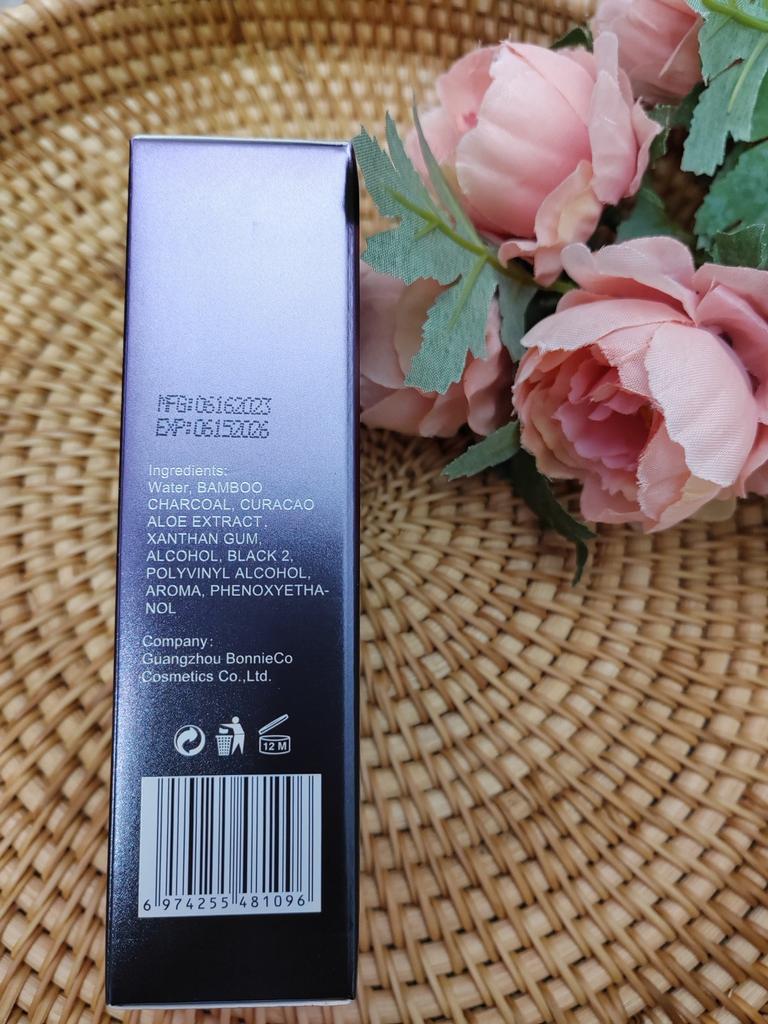 MFG:06162023
EXP:06152026
Ingredients:
Water, BAMBOO
CHARCOAL, CURACAO
ALOE EXTRACT,
XANTHAN GUM,
ALCOHOL, BLACK 2,
POLYVINYL ALCOHOL,
AROMA, PHENOXYETHA-
NOL
Company:
Guangzhou BonnieCo
Cosmetics Co.,Ltd.
12 M
6 974255 481096